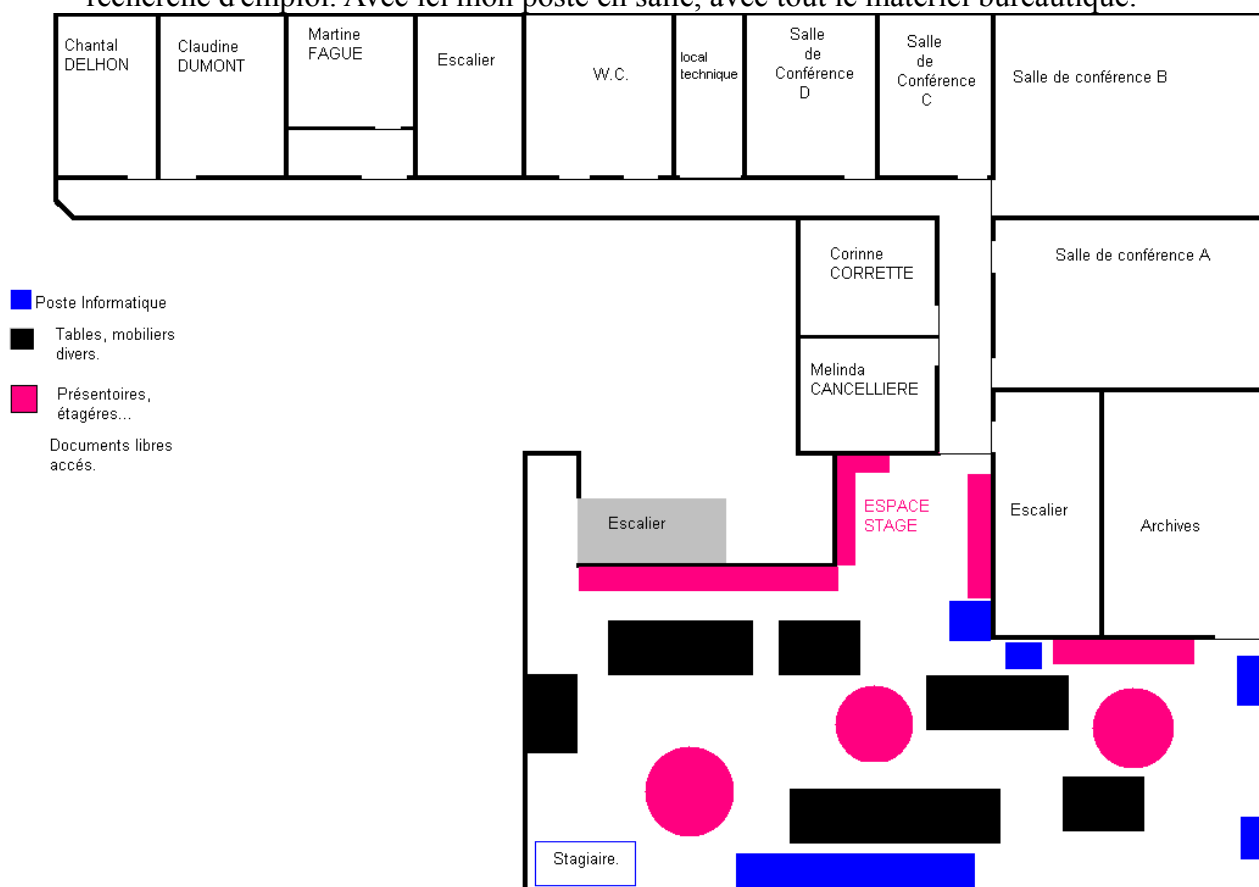 recherche d'emploi. Avec ici mon poste en salle, avec tout le matériel bureautique.
Chantal
DELHON
Claudine
DUMONT
Martine
FAGUE
Escalier
W.C.
local
technique
Salle
de
Conférence
D
Salle
de
Conférence
C
Salle de conférence B
Corinne
CORRETTE
Salle de conférence A
Poste Informatique
Tables, mobiliers
divers.
Présentoires,
étagéres...
Documents libres
accés.
Melinda
CANCELLIERE
Escalier
ESPACE
STAGE
Escalier
Archives
Stagiaire.